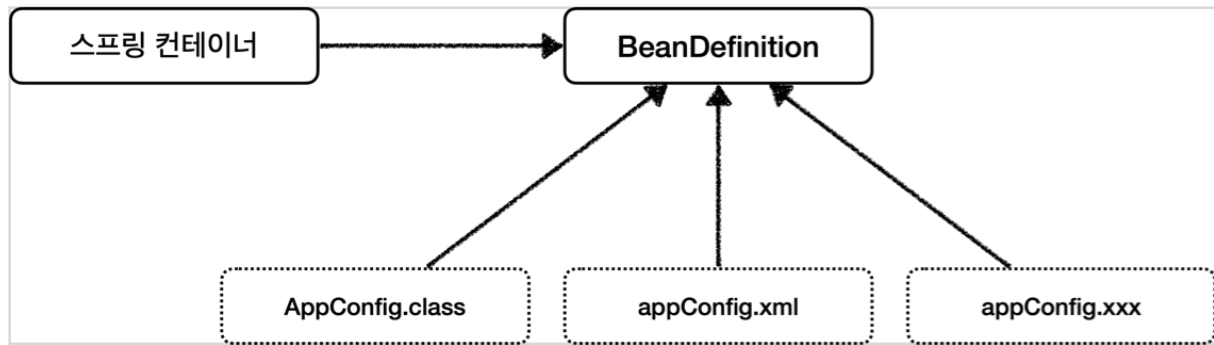 스프링 컨테이너
BeanDefinition
AppConfig.class
appConfig.xml
appConfig.xxx